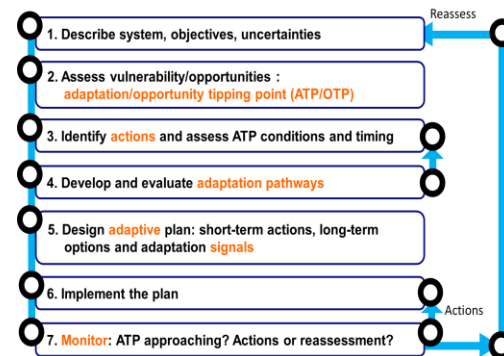 Reassess
1. Describe system, objectives, uncertainties
2. Assess vulnerability/opportunities :
adaptation/opportunity tipping point (ATP/OTP)
3. Identify actions and assess ATP conditions and timing
4. Develop and evaluate adaptation pathways
5. Design adaptive plan: short-term actions, long-term
options and adaptation signals
6. Implement the plan
Actions
7. Monitor: ATP approaching? Actions or reassessment?